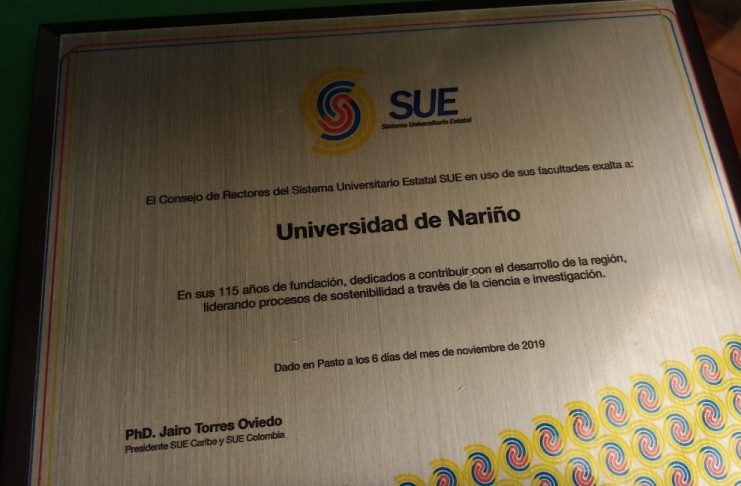 SUE
Sistema Universitario Estatal
El Consejo de Rectores del Sistema Universitario Estatal SUE en uso de sus facultades exalta a:
Universidad de Nariño
En sus 115 años de fundación, dedicados a contribuir con el desarrollo de la región,
liderando procesos de sostenibilidad a través de la ciencia e investigación.
Dado en Pasto a los 6 días del mes de noviembre de 2019
PhD. Jairo Torres Oviedo
Presidente SUE Caribe y SUE Colombia